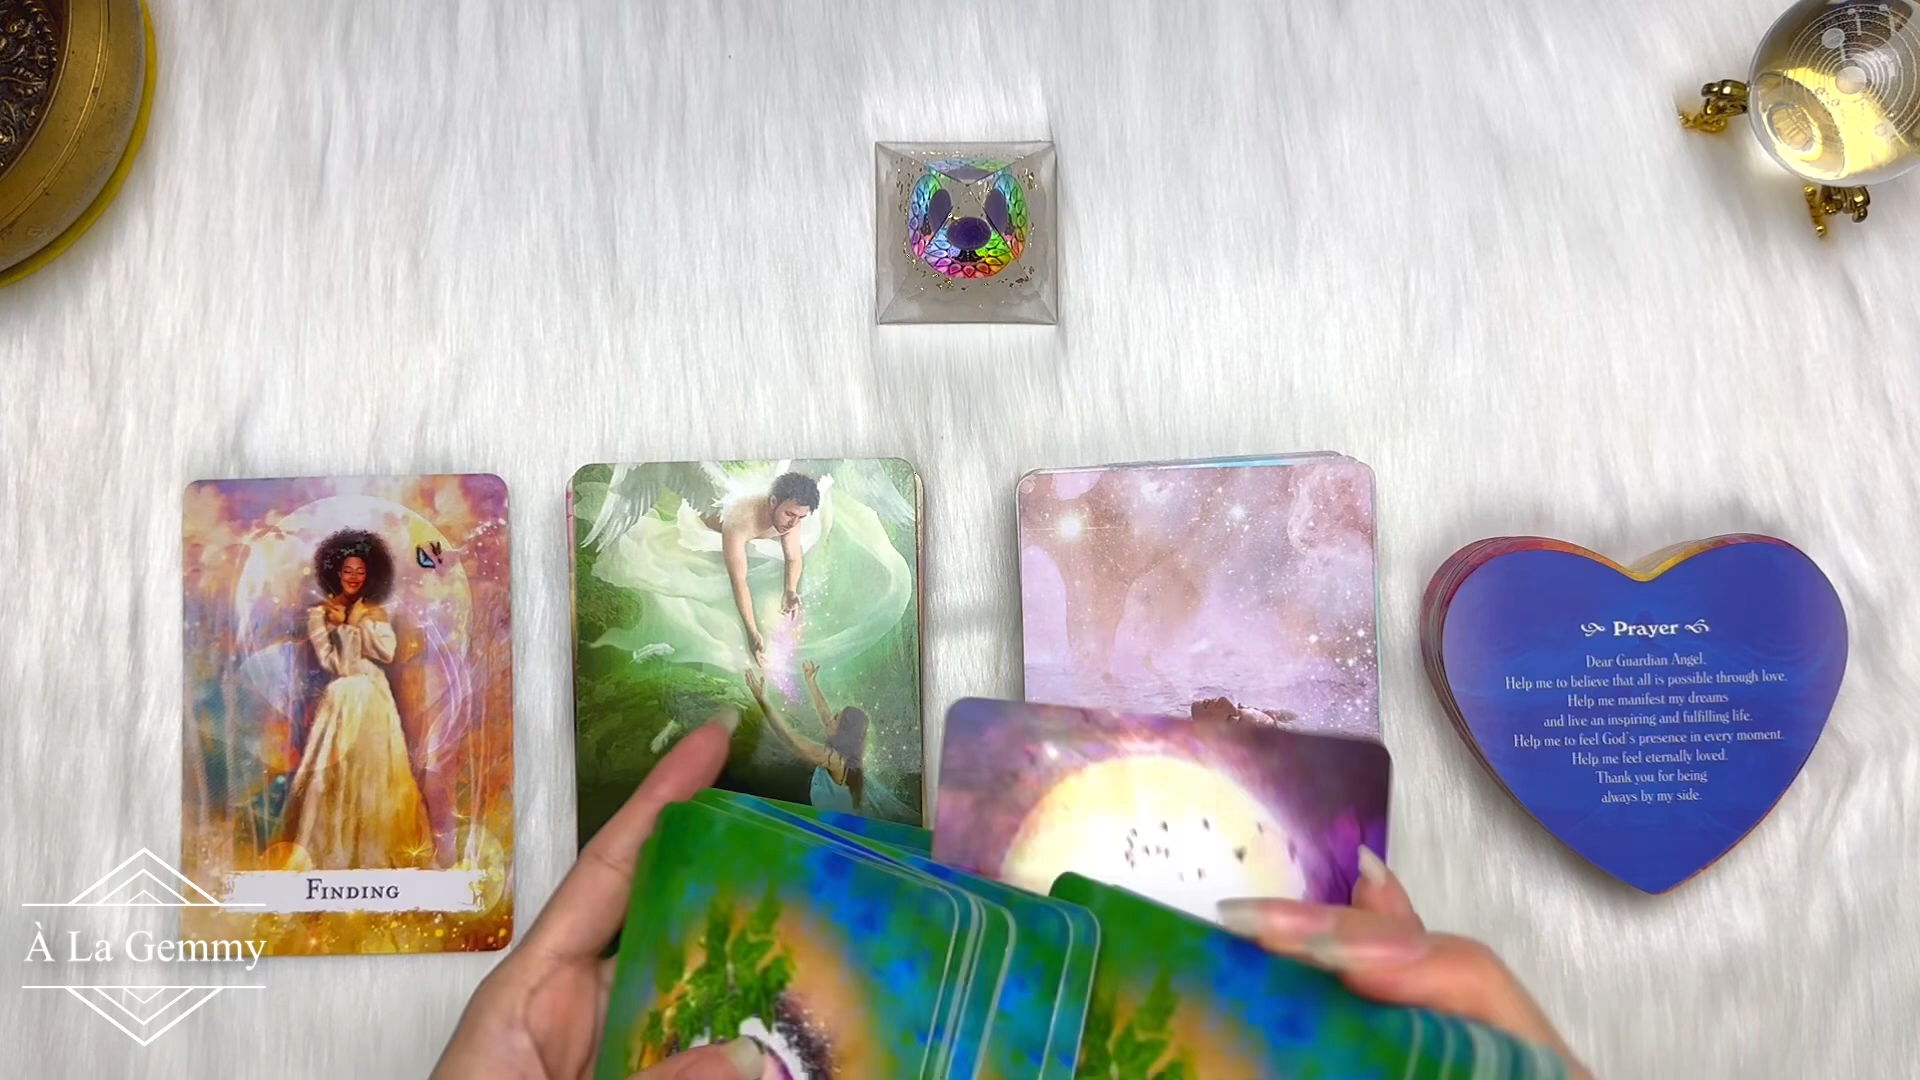 Prayer
Dear Guardian Angel,
Help me to believe that all is possible through love.
Help me manifest my dreams
and live an inspiring and fulfilling life.
Help me to feel God's presence in every moment.
Help me feel eternally loved.
Thank you for being
always by my side.
Finding
À La Gemmy